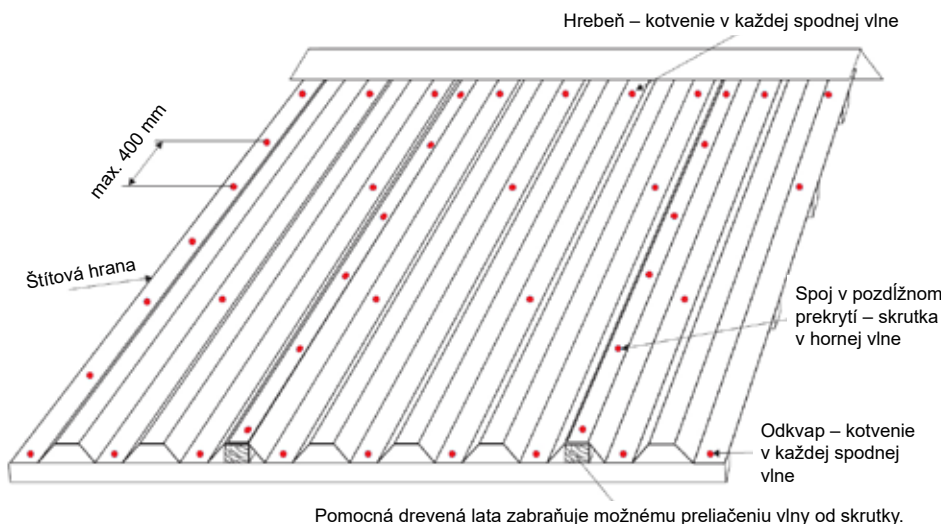 Hrebeň – kotvenie v každej spodnej vlne
max. 400 mm
Štítová hrana
Spoj v pozdĺžnom
prekrytí – skrutka
v hornej vlne
Odkvap – kotvenie
v každej spodnej
vlne
Pomocná drevená lata zabraňuje možnému preliačeniu vlny od skrutky.